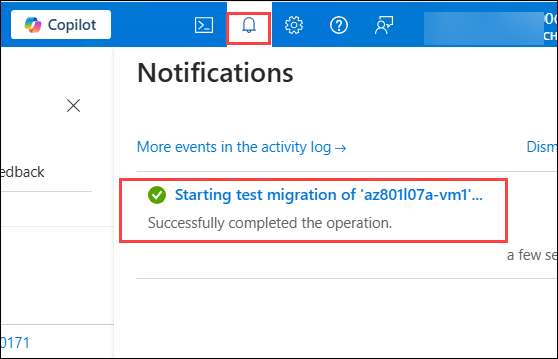 Copilot
CH
Notifications
edback
More events in the activity log →
Dism
Starting test migration of 'az801l07a-vm1'...
Successfully completed the operation.
a few se
0171